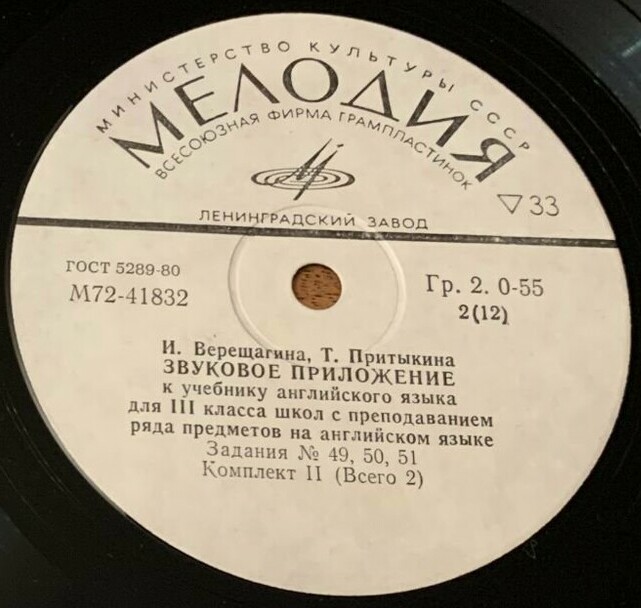 МИНИСТЕРСТВО КУЛЬТУРЫ СССР
МЕЛОДИЯ
ВСЕСОЮЗНАЯ ФИРМА ГРАМПЛАСТИНОК
ЛЕНИНГРАДСКИЙ ЗАВОД
▽33
ГОСТ 5289-80
М72-41832
Гр. 2. 0-55
2(12)
И. Верещагина, Т. Притыкина
ЗВУКОВОЕ ПРИЛОЖЕНИЕ
к учебнику английского языка
для III класса школ с преподаванием
ряда предметов на английском языке
Задания № 49, 50, 51
Комплект II (Всего 2)